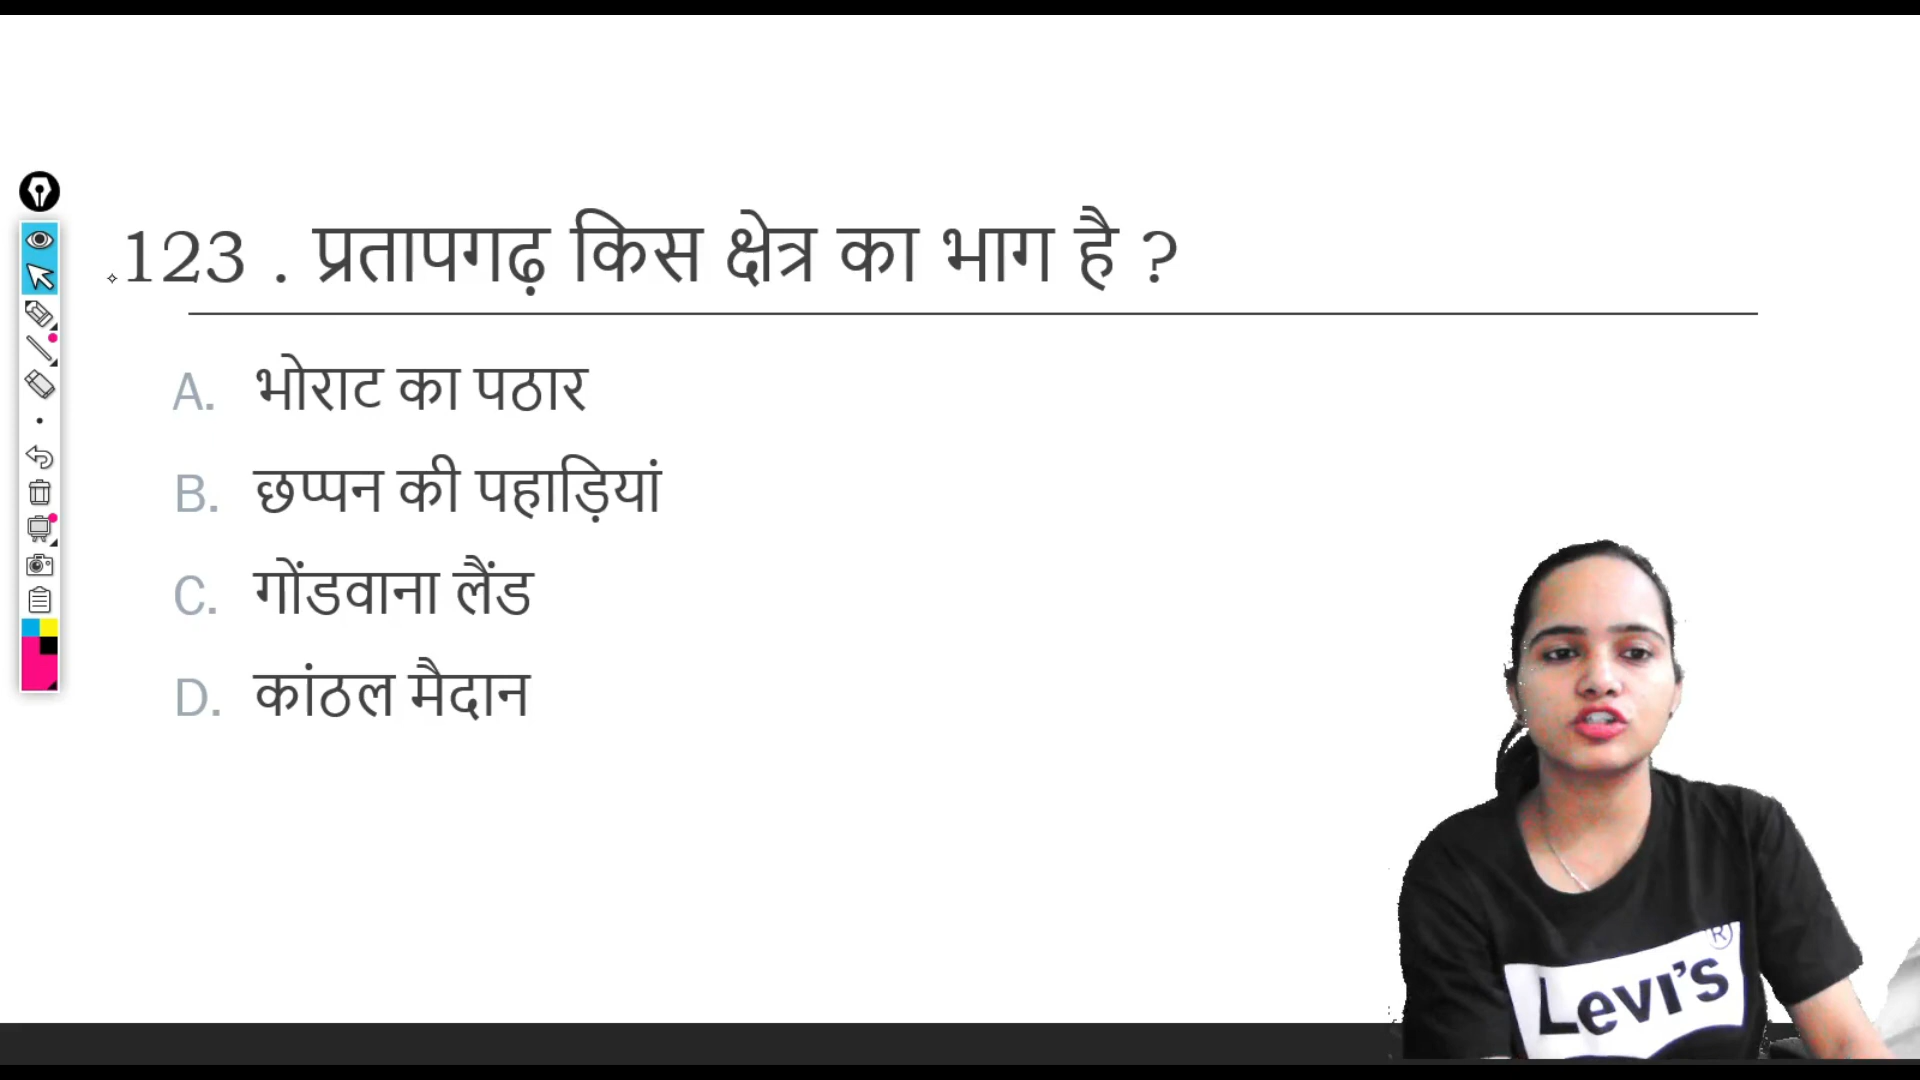 123 . प्रतापगढ़ किस क्षेत्र का भाग है ?
A. भोराट का पठार
B. छप्पन की पहाड़ियां
C. गोंडवाना लैंड
D. कांठल मैदान
Levi's ®